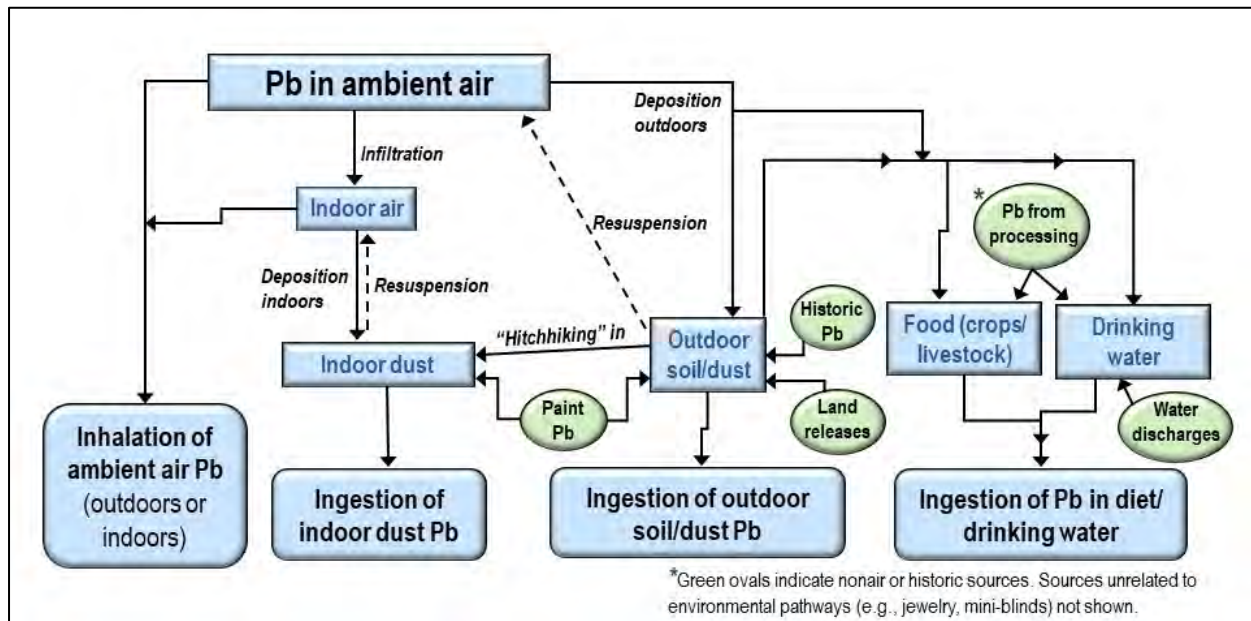 Pb in ambient air
Deposition
outdoors
Infiltration
Indoor air
Resuspension
*
Pb from
processing
Deposition
indoors
Resuspension
Historic
Pb
Food (crops/
livestock)
Drinking
water
"Hitchhiking" in
Outdoor
soil/dust
Indoor dust
Paint
Pb
Land
releases
Water
discharges
Inhalation of
ambient air Pb
(outdoors or
indoors)
Ingestion of
indoor dust Pb
Ingestion of outdoor
soil/dust Pb
Ingestion of Pb in diet/
drinking water
*Green ovals indicate nonair or historic sources. Sources unrelated to
environmental pathways (e.g., jewelry, mini-blinds) not shown.